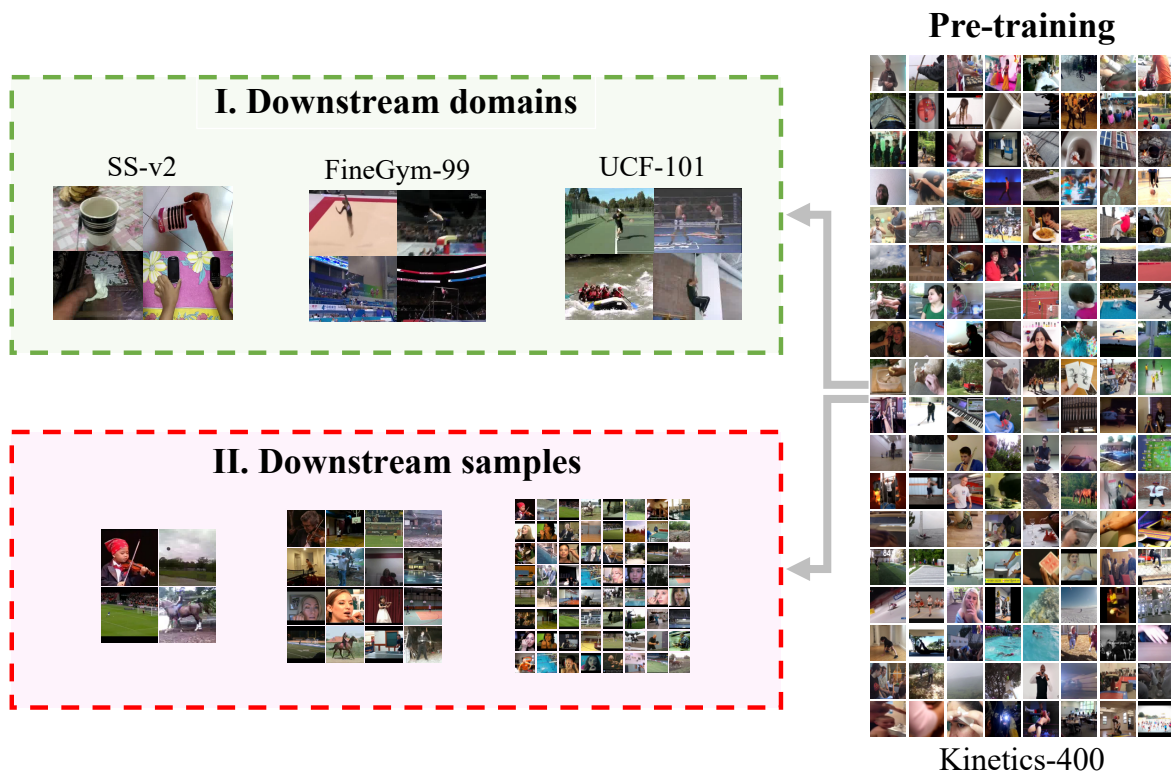 Pre-training
I. Downstream domains
SS-v2
FineGym-99
UCF-101
II. Downstream samples
Kinetics-400